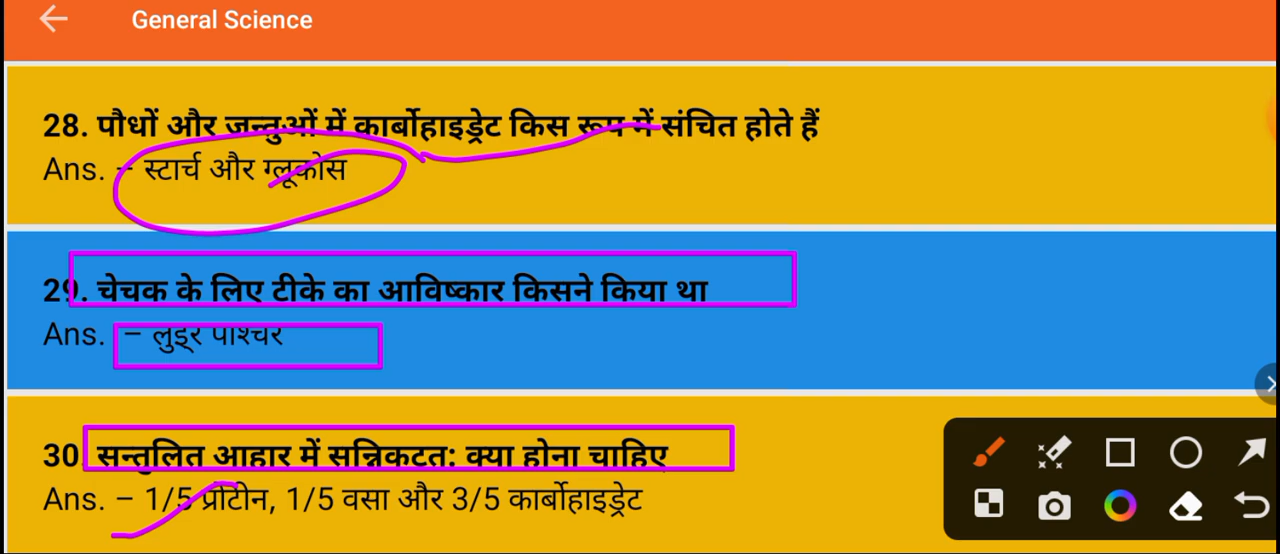 General Science
28. पौधों और जन्तुओं में कार्बोहाइड्रेट किस रूप में संचित होते हैं
Ans. – स्टार्च और ग्लूकोस
29. चेचक के लिए टीके का आविष्कार किसने किया था
Ans. – लुइ्र पाश्चर
30. सन्तुलित आहार में सन्निकटत: क्या होना चाहिए
Ans. – 1/5 प्रोटीन, 1/5 वसा और 3/5 कार्बोहाइड्रेट